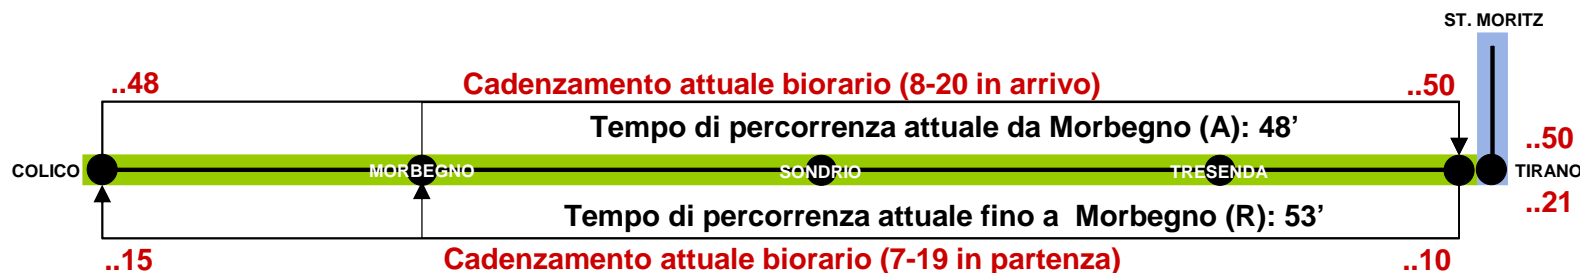 ST. MORITZ
..48 Cadenzamento attuale biorario (8-20 in arrivo) ..50
Tempo di percorrenza attuale da Morbegno (A): 48’
..50
COLICO MORBEGNO SONDRIO TRESENDA TIRANO
..21
Tempo di percorrenza attuale fino a Morbegno (R): 53’
..15 Cadenzamento attuale biorario (7-19 in partenza) ..10